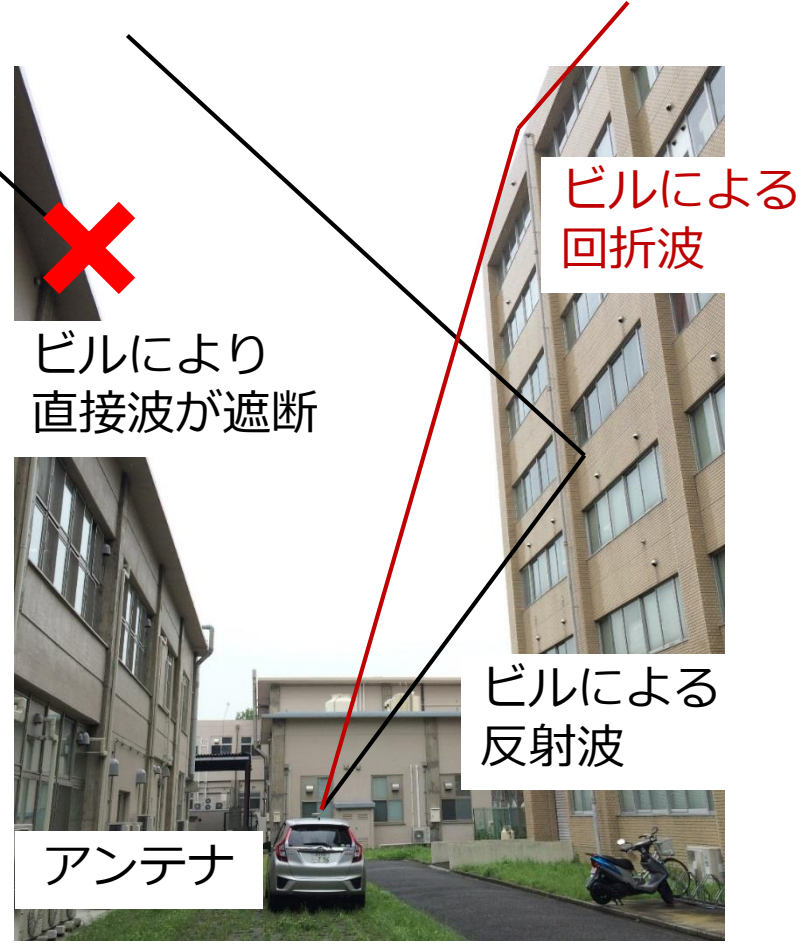 ビルによる
回折波
ビルにより
直接波が遮断
ビルによる
反射波
アンテナ